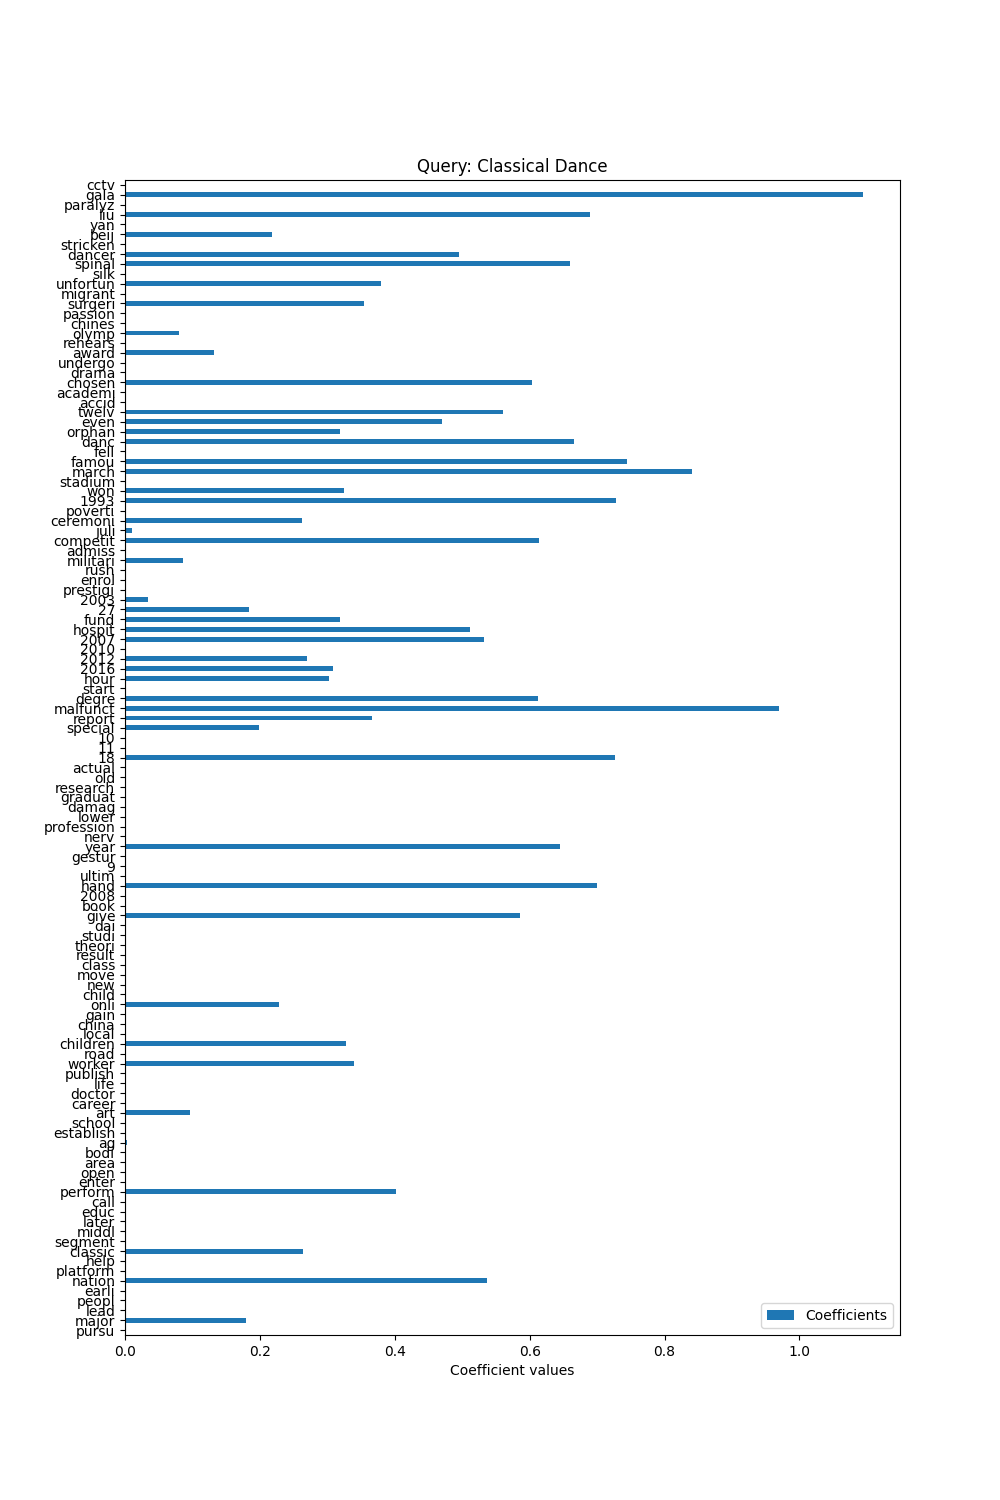 Query: Classical Dance
cctv
gala
paralyz
liu
yan
beij
stricken
dancer
spinal
silk
unfortun
migrant
surgeri
passion
chines
olymp
rehears
award
undergo
drama
chosen
academi
accid
twelv
even
orphan
danc
fell
famou
march
stadium
won
1993
poverti
ceremoni
juli
competit
admiss
militari
rush
enrol
prestigi
2003
27
fund
hospit
2007
2010
2012
2016
hour
start
degre
malfunct
report
special
10
11
18
actual
old
research
graduat
damag
lower
profession
nerv
year
gestur
9
ultim
hand
2008
book
give
dai
studi
theori
result
class
move
new
child
onli
gain
china
local
children
road
worker
publish
life
doctor
career
art
school
establish
ag
bodi
area
open
enter
perform
call
educ
later
middl
segment
classic
help
platform
nation
earli
peopl
lead
major
pursu
Coefficients
0.0 0.2 0.4 0.6 0.8 1.0
Coefficient values